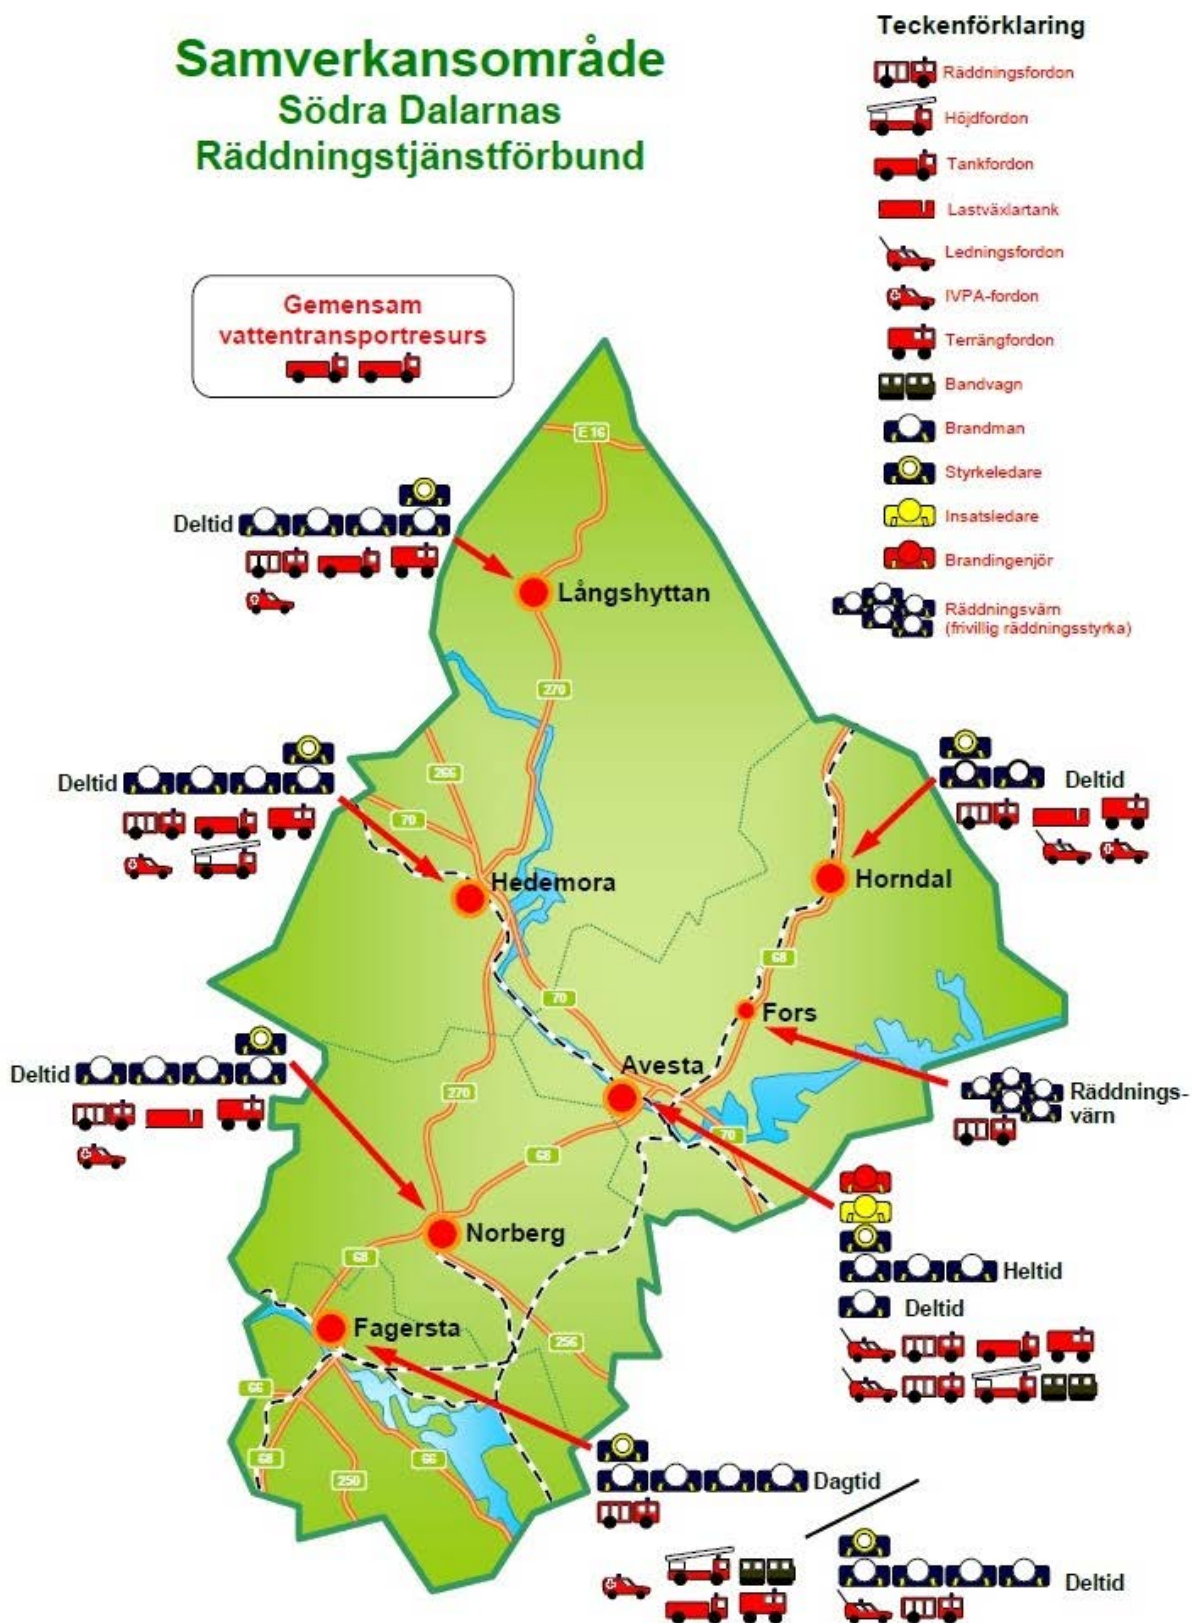 Samverkansområde
Södra Dalarnas
Räddningstjänstförbund
Teckenförklaring
Räddningsfordon
Höjdfordon
Tankfordon
Lastväxlartank
Ledningsfordon
IVPA-fordon
Terrängfordon
Bandvagn
Brandman
Styrkeledare
Insatsledare
Brandingenjör
Räddningsvärn
(frivillig räddningsstyrka)
Gemensam
vattentransportresurs
E 16
Deltid
Långshyttan
270
Deltid
266
70
Hedemora
Deltid
Horndal
68
70
Fors
Avesta
Räddnings-
värn
Deltid
270
68
70
Norberg
68
Heltid
Deltid
Fagersta
256
66
68
250
66
Dagtid
Deltid